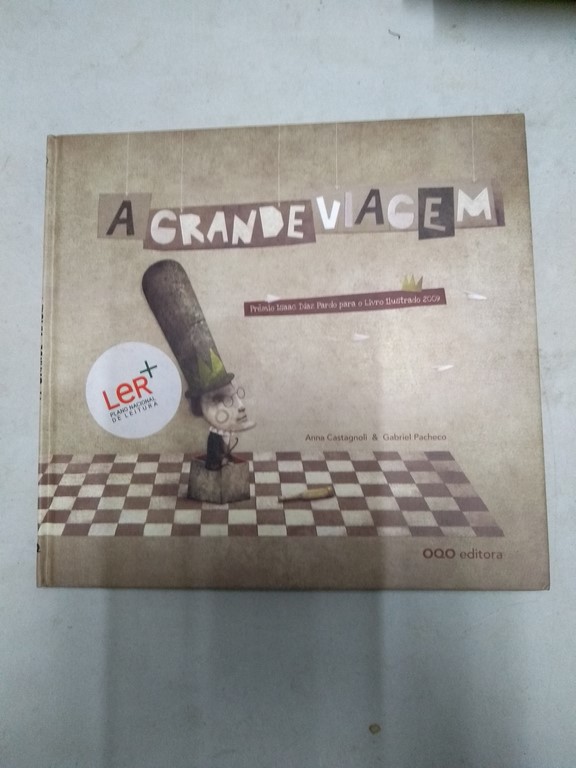 A GRANDE VIAGEM
Prémio Isaac Díaz Pardo para o Livro Ilustrado 2009
LeR+
PLANO NACIONAL
DE LEITURA
Anna Castagnoli & Gabriel Pacheco
OQO editora